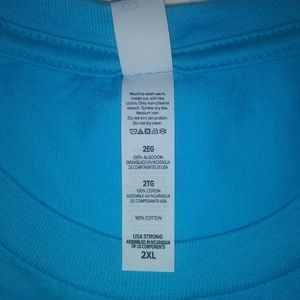 Machine wash warm,
inside out, with like
colors. Only non-chlorine
bleach. Tumble dry low.
Medium iron.
Do not iron decoration.
Do not dry clean.
2EG
100% ALGODON
ENSAMBLADO EN NICARAGUA
DE COMPONENTES DE USA
2TG
100% COTON
ASSEMBLE AU NICARAGUA
DE COMPOSANTS USA
100% COTTON
USA STRONG
ASSEMBLED IN NICARAGUA
OF US COMPONENTS
2XL